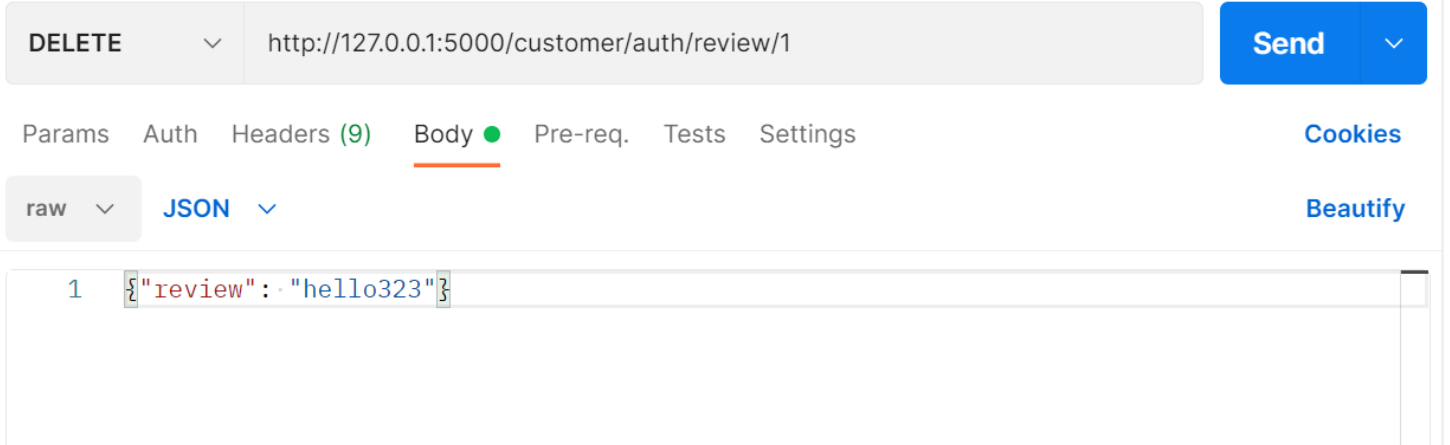 DELETE http://127.0.0.1:5000/customer/auth/review/1 Send
Params Auth Headers (9) Body Pre-req. Tests Settings Cookies
raw JSON Beautify
1 {"review": "hello323"}